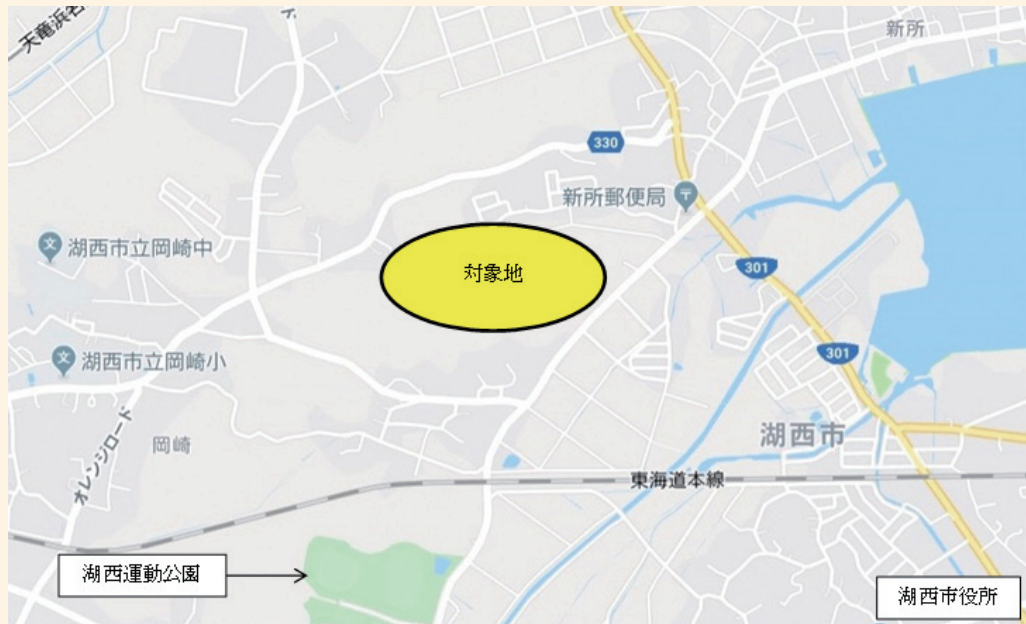 天竜浜名
新所
330
新所郵便局
湖西市立岡崎中
対象地
301
301
湖西市立岡崎小
湖西市
岡崎
オレンジロード
東海道本線
湖西運動公園
湖西市役所